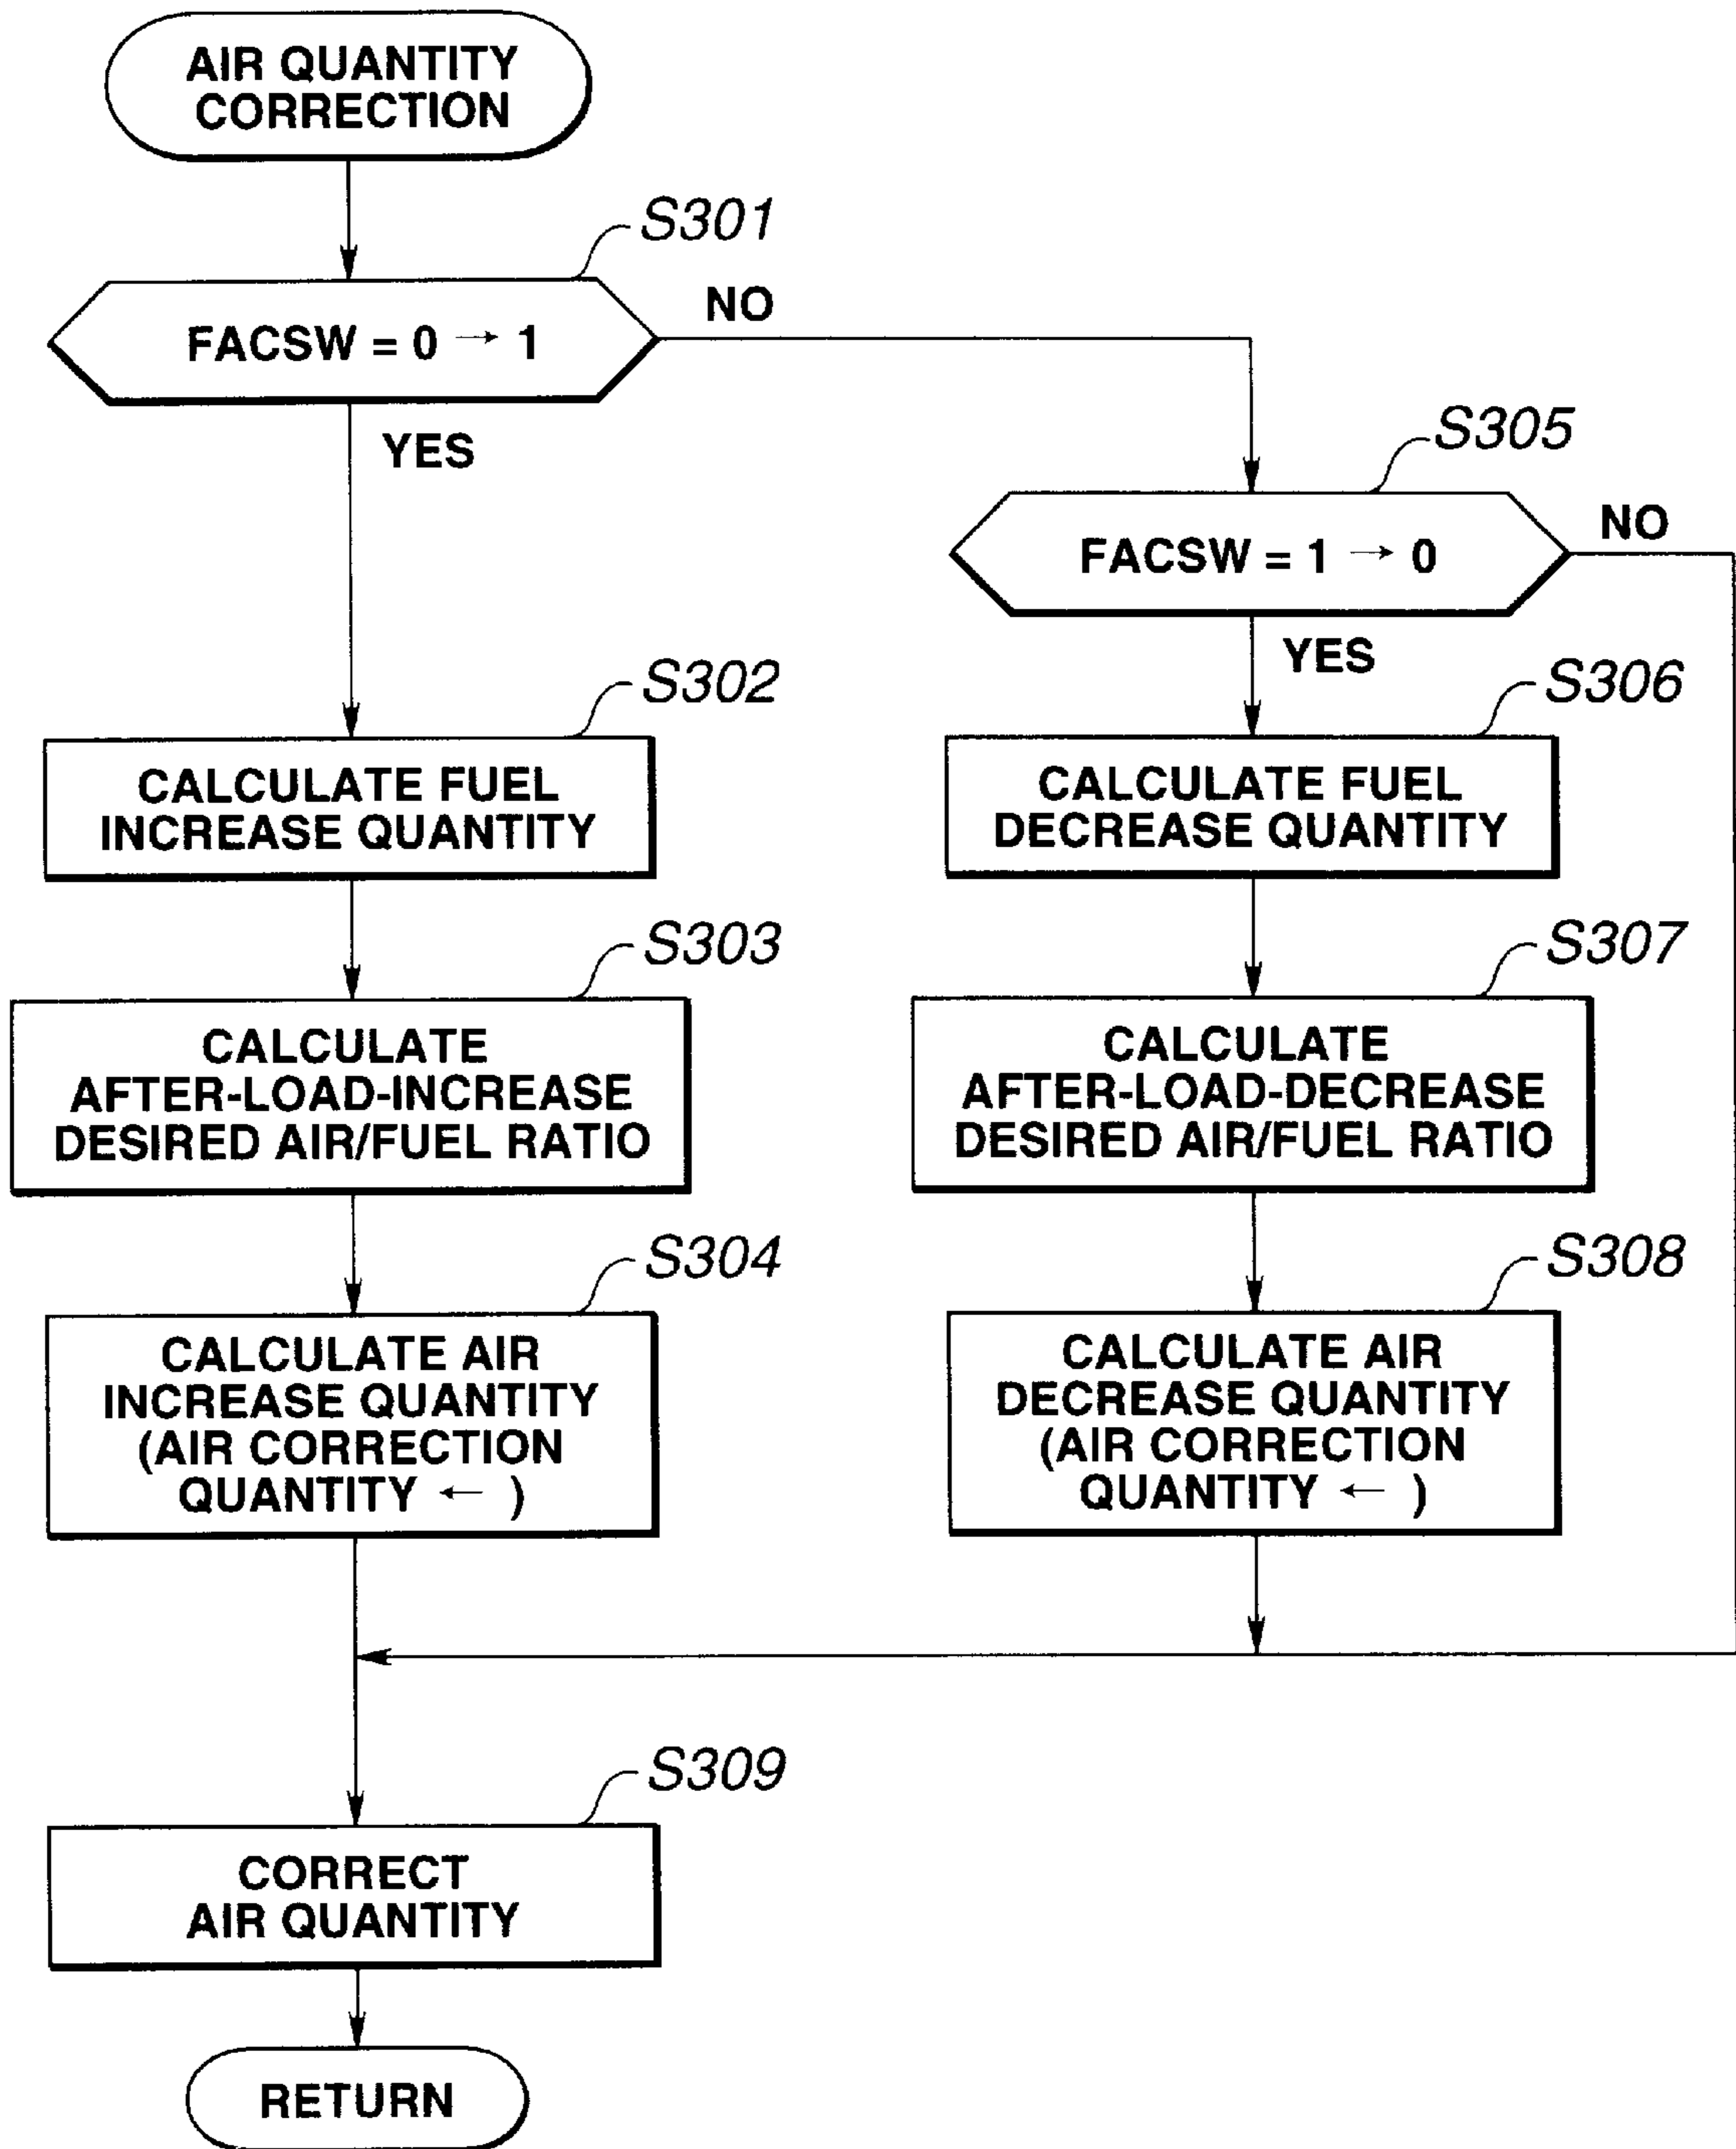 AIR QUANTITY
CORRECTION
S301
FACSW = 0 → 1
NO
YES
S305
FACSW = 1 → 0
NO
YES
S302
CALCULATE FUEL
INCREASE QUANTITY
S306
CALCULATE FUEL
DECREASE QUANTITY
S303
CALCULATE
AFTER-LOAD-INCREASE
DESIRED AIR/FUEL RATIO
S307
CALCULATE
AFTER-LOAD-DECREASE
DESIRED AIR/FUEL RATIO
S304
CALCULATE AIR
INCREASE QUANTITY
(AIR CORRECTION
QUANTITY ← )
S308
CALCULATE AIR
DECREASE QUANTITY
(AIR CORRECTION
QUANTITY ← )
S309
CORRECT
AIR QUANTITY
RETURN